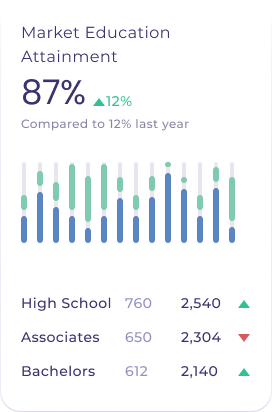 Market Education
Attainment
87% 12%
Compared to 12% last year
High School 760 2,540
Associates 650 2,304
Bachelors 612 2,140